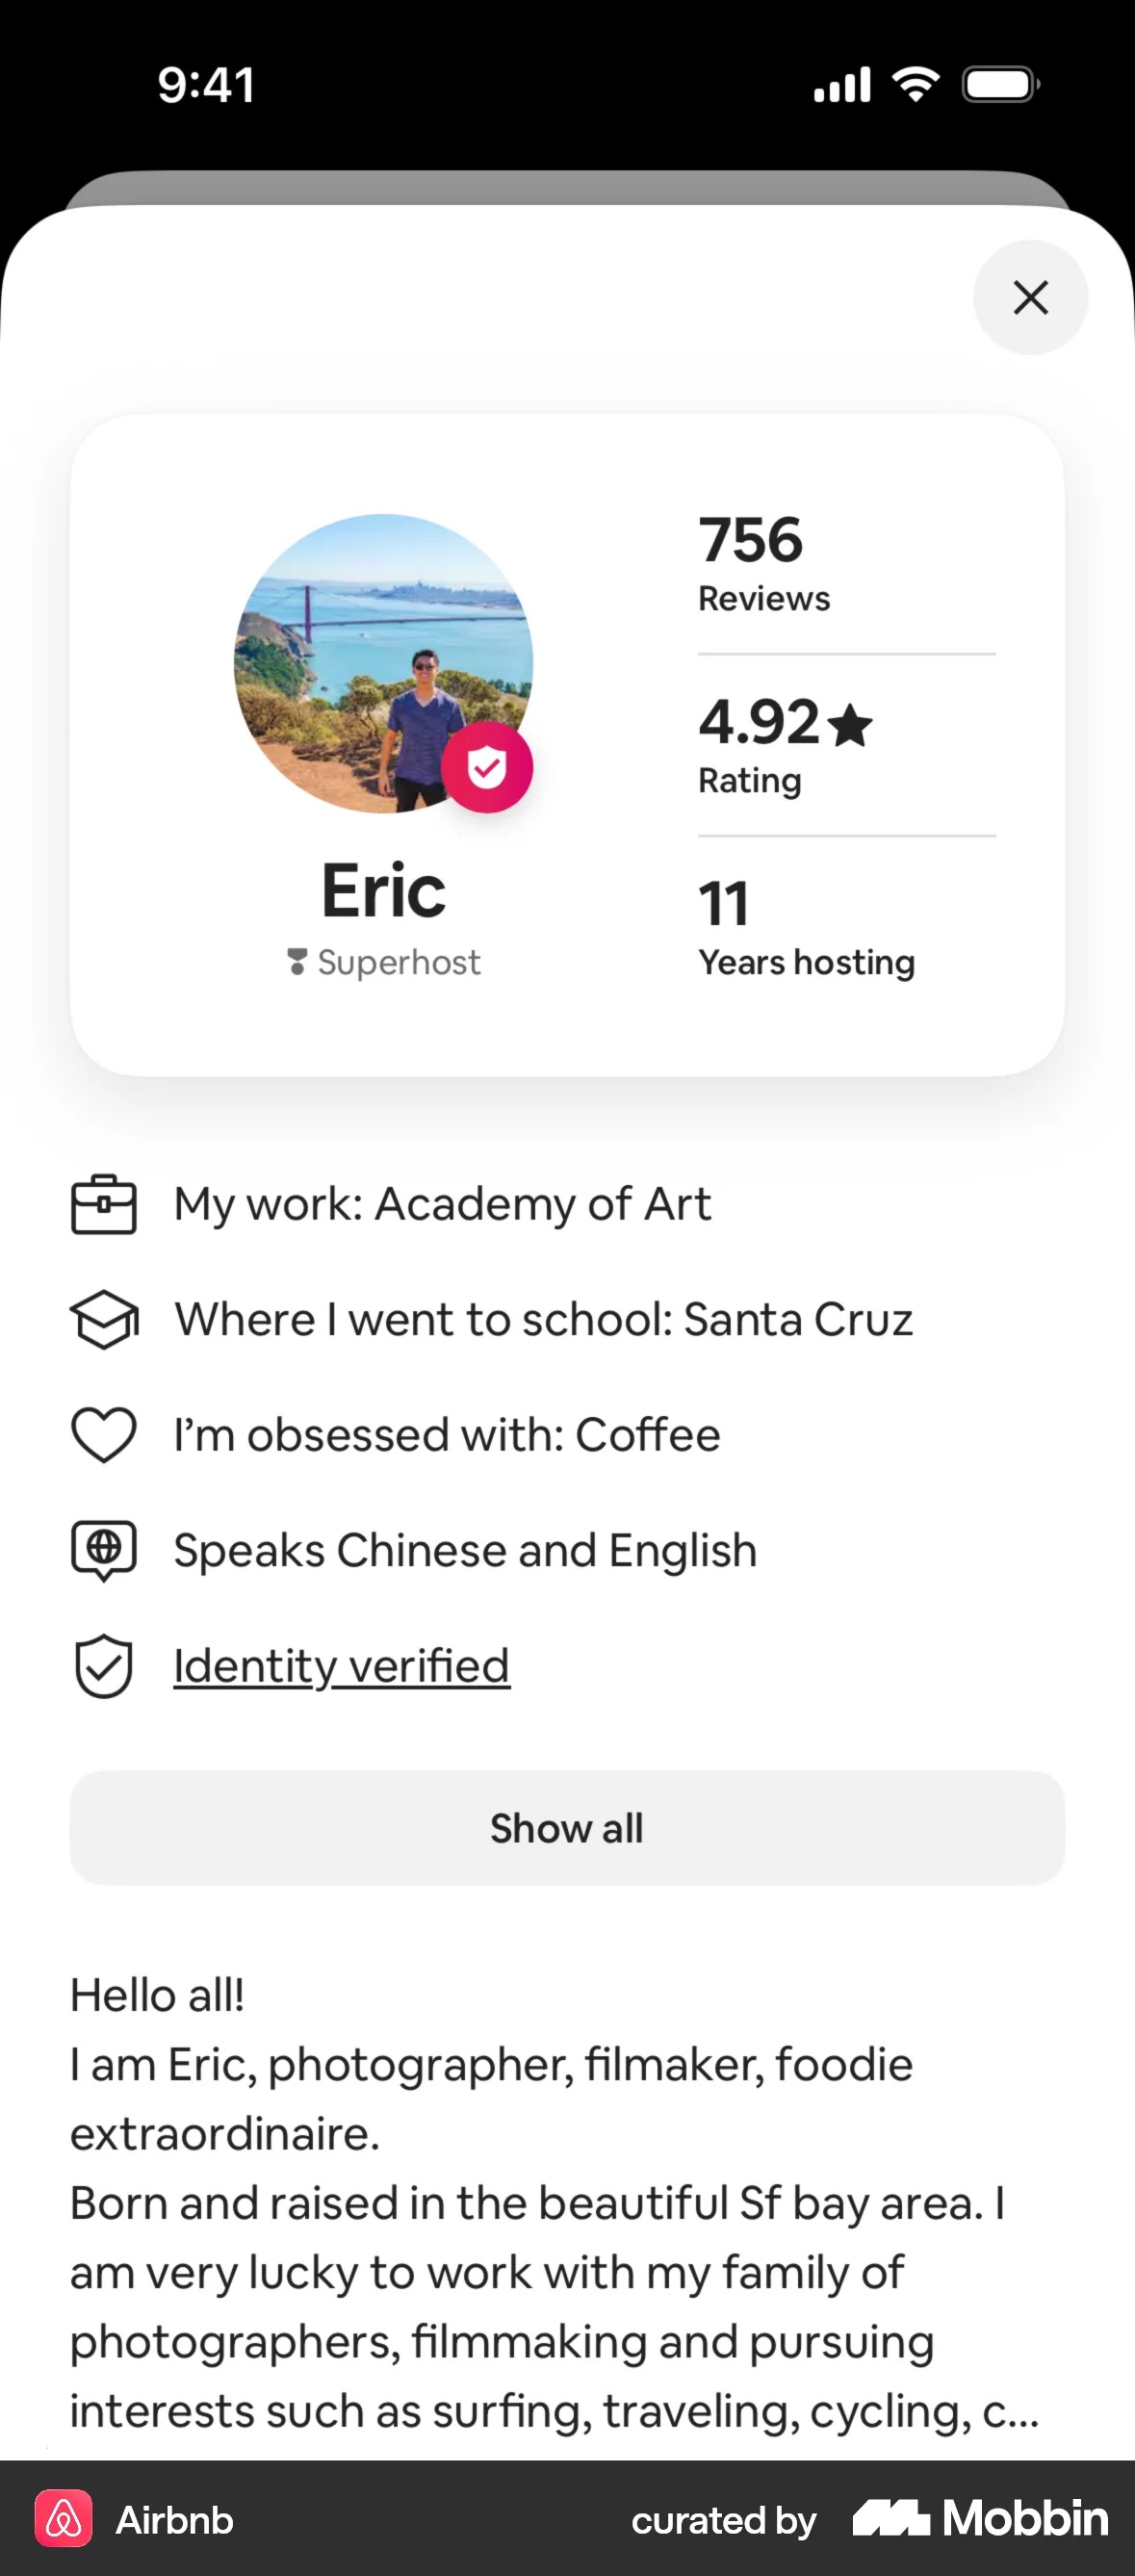 9:41
756
Reviews
4.92★
Rating
11
Years hosting
Eric
Superhost
My work: Academy of Art
Where I went to school: Santa Cruz
I’m obsessed with: Coffee
Speaks Chinese and English
Identity verified
Show all
Hello all!
I am Eric, photographer, filmaker, foodie
extraordinaire.
Born and raised in the beautiful Sf bay area. I
am very lucky to work with my family of
photographers, filmmaking and pursuing
interests such as surfing, traveling, cycling, c...
Airbnb
curated by Mobbin